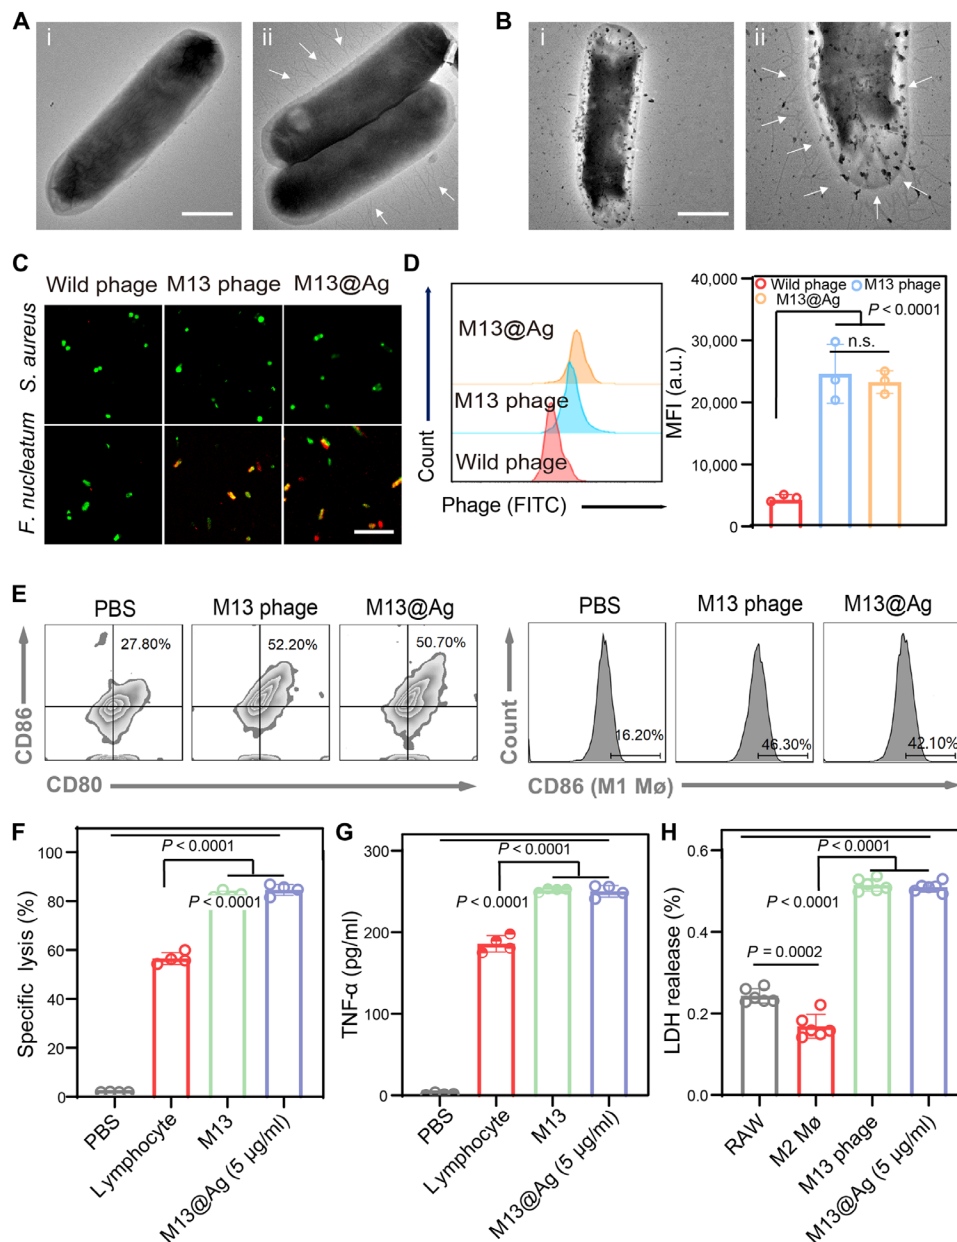 A
i
ii
B
i
ii
C
Wild phage M13 phage M13@Ag
S. aureus
F. nucleatum
D
M13@Ag
M13 phage
Wild phage
Count
Phage (FITC)
MFI (a.u.)
40,000
30,000
20,000
10,000
0
Wild phage M13 phage
M13@Ag
P < 0.0001
n.s.
E
PBS M13 phage M13@Ag
27.80% 52.20% 50.70%
CD86
CD80
PBS M13 phage M13@Ag
16.20% 46.30% 42.10%
Count
CD86 (M1 Mø)
F
Specific lysis (%)
100
80
60
40
20
0
P < 0.0001
P < 0.0001
PBS
Lymphocyte
M13
M13@Ag (5 µg/ml)
G
TNF-α (pg/ml)
300
200
100
0
P < 0.0001
P < 0.0001
PBS
Lymphocyte
M13
M13@Ag (5 µg/ml)
H
LDH realease (%)
0.6
0.4
0.2
0.0
P < 0.0001
P < 0.0001
P = 0.0002
RAW
M2 Mø
M13 phage
M13@Ag (5 µg/ml)